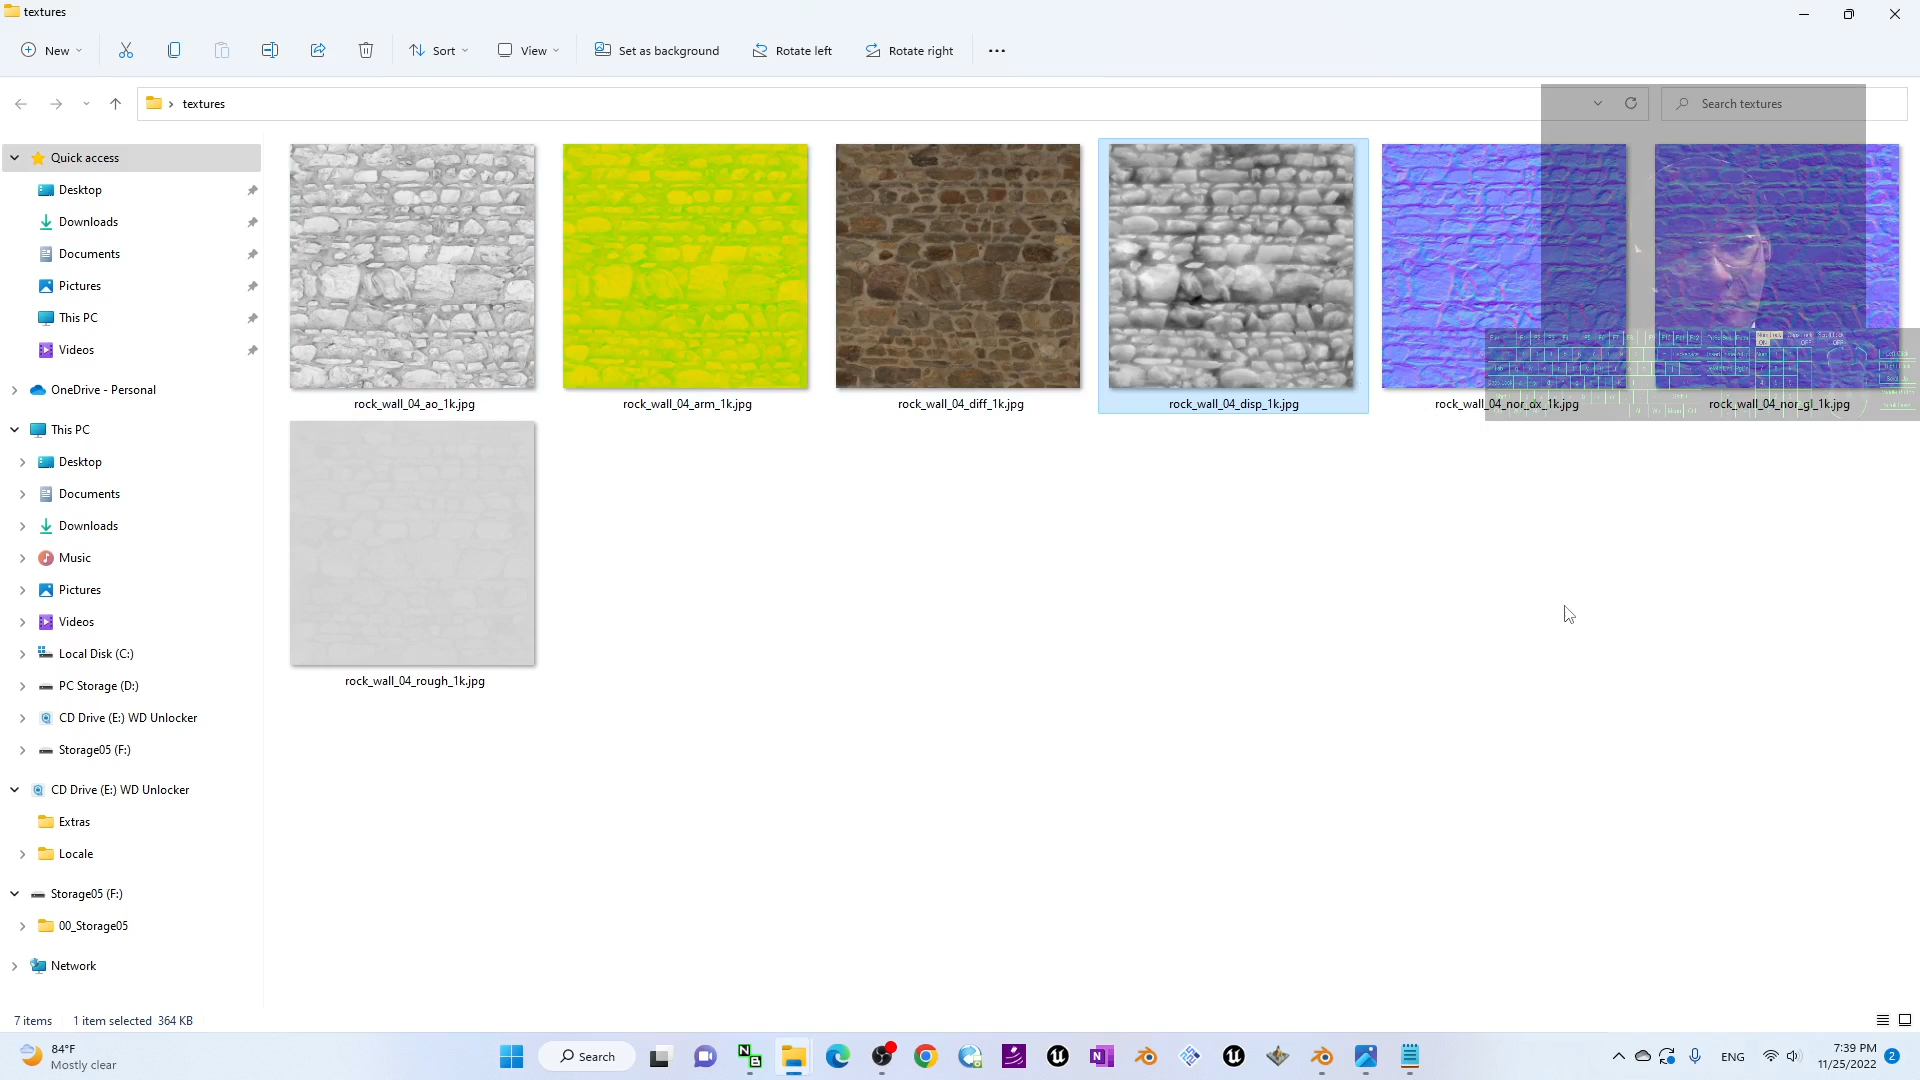 textures
New
Sort
View
Set as background
Rotate left
Rotate right
textures
Search textures
Quick access
Desktop
Downloads
Documents
Pictures
This PC
Videos
OneDrive - Personal
This PC
Desktop
Documents
Downloads
Music
Pictures
Videos
Local Disk (C:)
PC Storage (D:)
CD Drive (E:) WD Unlocker
Storage05 (F:)
CD Drive (E:) WD Unlocker
Extras
Locale
Storage05 (F:)
00_Storage05
Network
rock_wall_04_ao_1k.jpg
rock_wall_04_arm_1k.jpg
rock_wall_04_diff_1k.jpg
rock_wall_04_disp_1k.jpg
rock_wall_04_nor_dx_1k.jpg
rock_wall_04_nor_gl_1k.jpg
rock_wall_04_rough_1k.jpg
7 items
1 item selected 364 KB
84°F
Mostly clear
Search
ENG
7:39 PM
11/25/2022
2